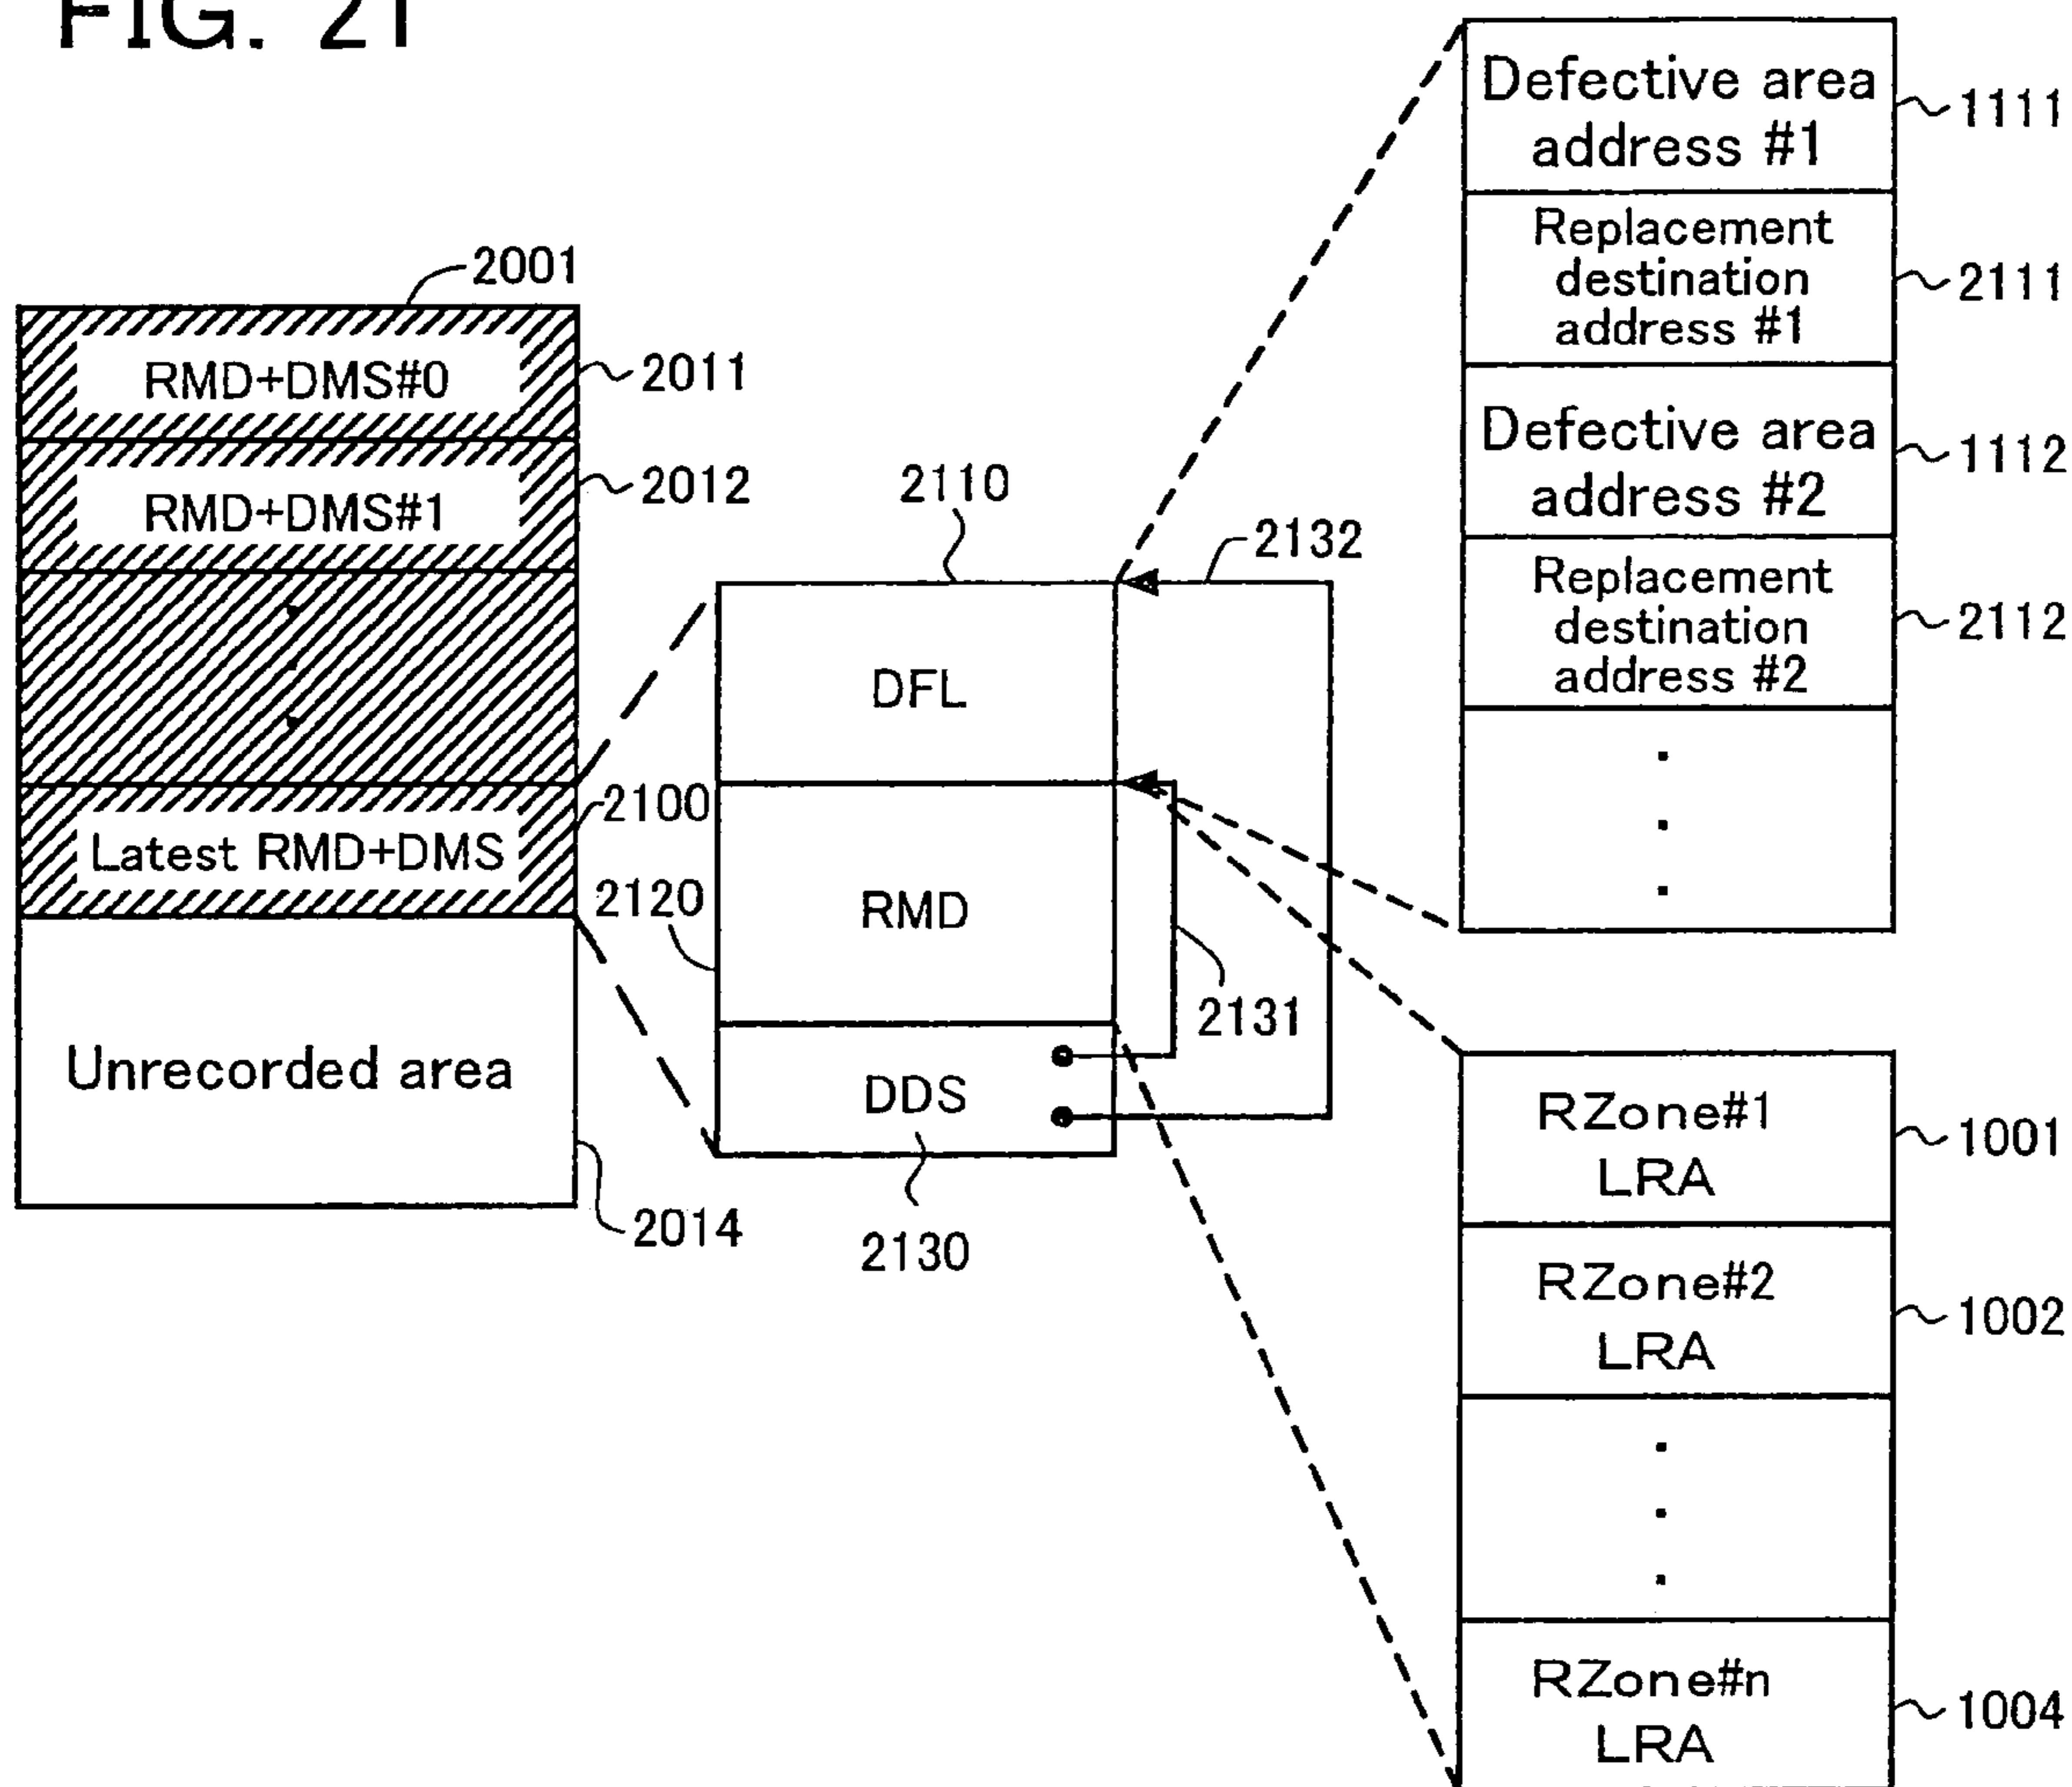 FIG. 21
2001
RMD+DMS#0
2011
RMD+DMS#1
2012
2100
Latest RMD+DMS
Unrecorded area
2014
2110
2132
DFL
2120
RMD
2131
DDS
2130
Defective area
address #1
1111
Replacement
destination
address #1
2111
Defective area
address #2
1112
Replacement
destination
address #2
2112
RZone#1
LRA
1001
RZone#2
LRA
1002
RZone#n
LRA
1004